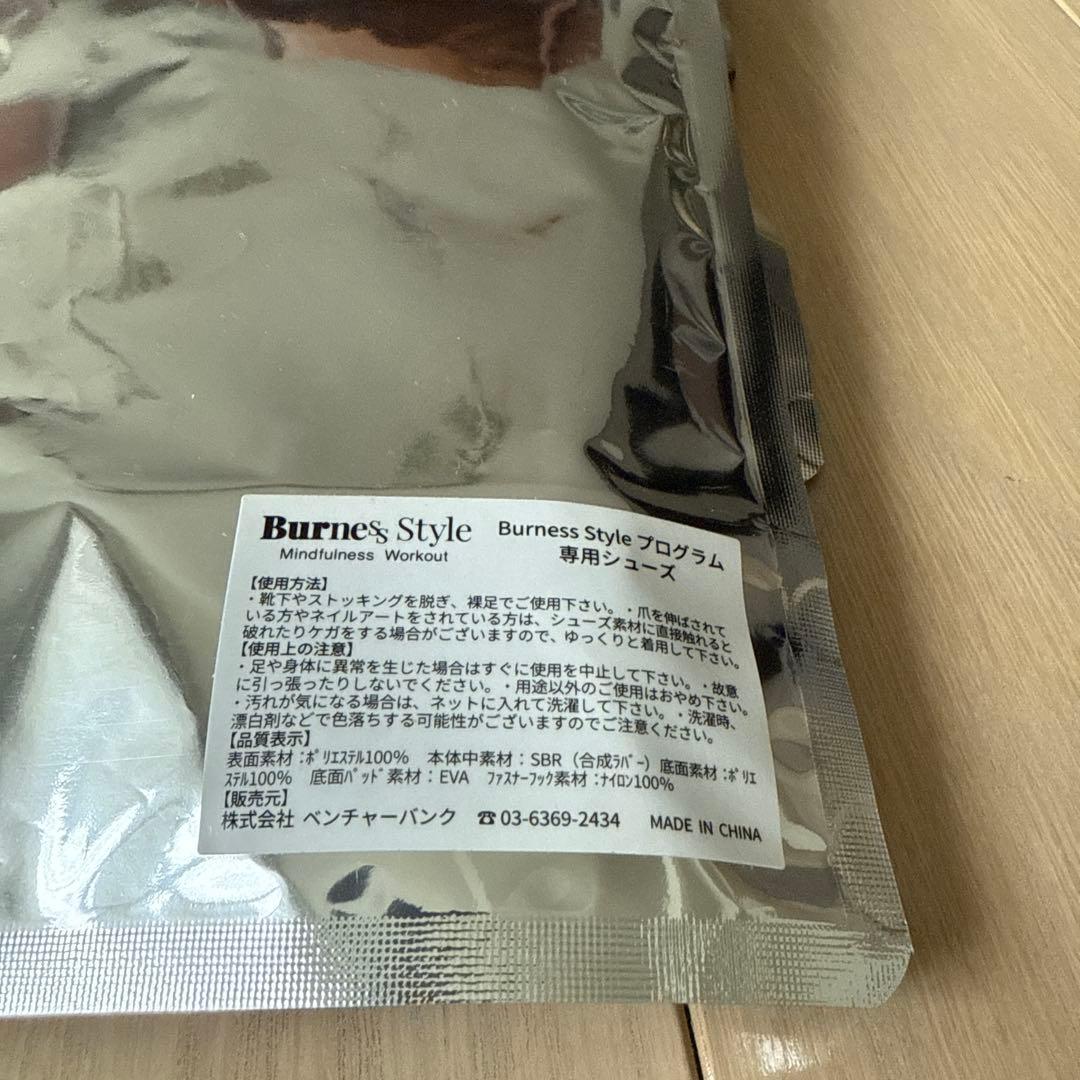 Burness Style
Mindfulness Workout
Burness Style プログラム
専用シューズ
【使用方法】
・靴下やストッキングを脱ぎ、裸足でご使用下さい。・爪を伸ばされて
いる方やネイルアートをされている方は、シューズ素材に直接触れると
破れたりケガをする場合がございますので、ゆっくりと着用して下さい。
【使用上の注意】
・足や身体に異常を生じた場合はすぐに使用を中止して下さい。・故意
に引っ張ったりしないでください。・用途以外のご使用はおやめ下さい。
・汚れが気になる場合は、ネットに入れて洗濯して下さい。・洗濯時、
漂白剤などで色落ちする可能性がございますのでご注意ください。
【品質表示】
表面素材：ﾎﾟﾘｴｽﾃﾙ100%　本体中素材：SBR（合成ﾗﾊﾞｰ）底面素材：ﾎﾟﾘｴ
ｽﾃﾙ100%　底面ﾊﾟｯﾄﾞ素材：EVA　ﾌｧｽﾅｰﾌｯｸ素材：ﾅｲﾛﾝ100%
【販売元】
株式会社 ベンチャーバンク　☎03-6369-2434　MADE IN CHINA